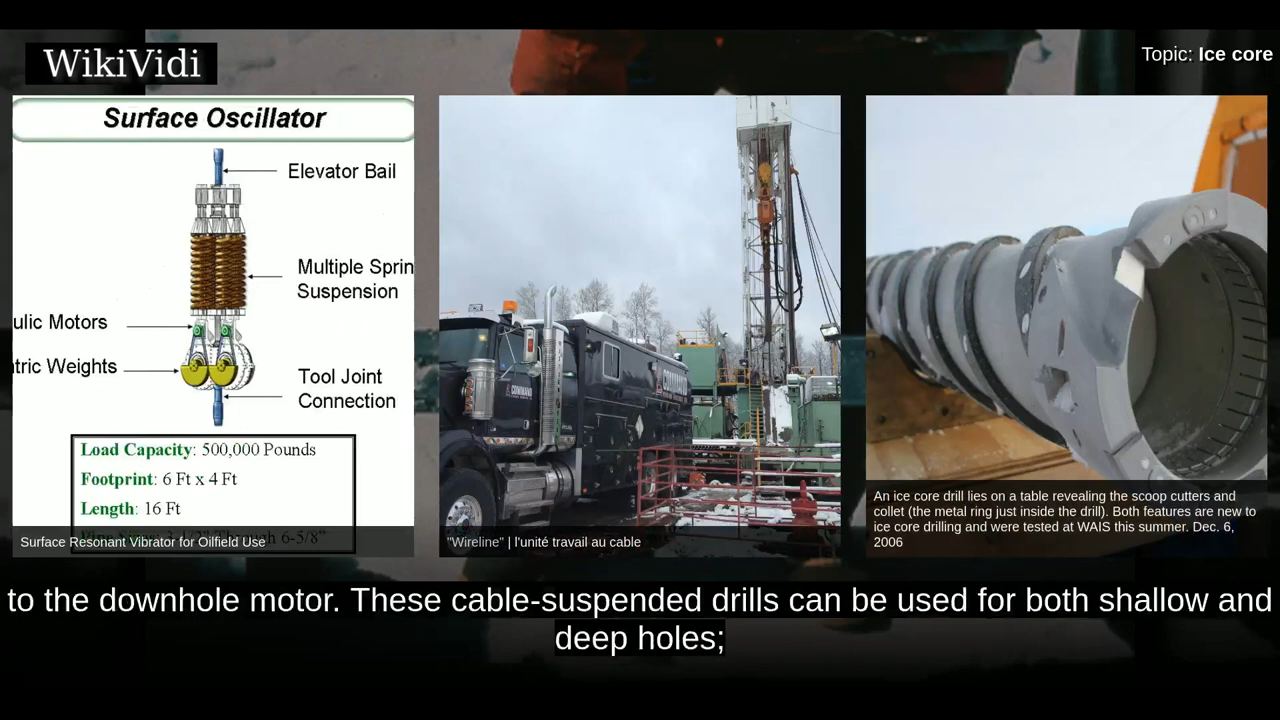 WikiVidi
Topic: Ice core
Surface Oscillator
Elevator Bail
Multiple Sprin
Suspension
ulic Motors
tric Weights
Tool Joint
Connection
Load Capacity: 500,000 Pounds
Footprint: 6 Ft x 4 Ft
Length: 16 Ft
Through 6-5/8"
Surface Resonant Vibrator for Oilfield Use
COMMAND
"Wireline" | l'unité travail au cable
An ice core drill lies on a table revealing the scoop cutters and
collet (the metal ring just inside the drill). Both features are new to
ice core drilling and were tested at WAIS this summer. Dec. 6,
2006
to the downhole motor. These cable-suspended drills can be used for both shallow and
deep holes;